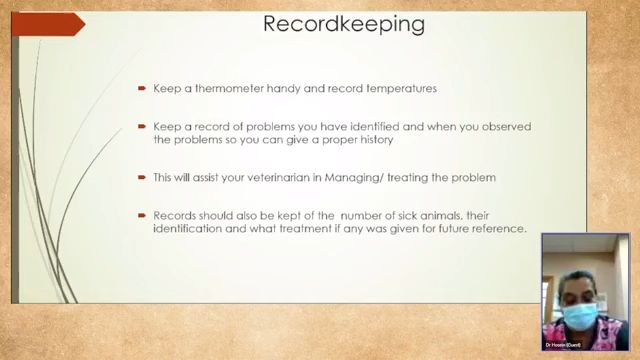 Recordkeeping
Keep a thermometer handy and record temperatures
Keep a record of problems you have identified and when you observed
the problems so you can give a proper history
This will assist your veterinarian in Managing/ treating the problem
Records should also be kept of the number of sick animals, their
identification and what treatment if any was given for future reference.
Dr Hosein (Guest)